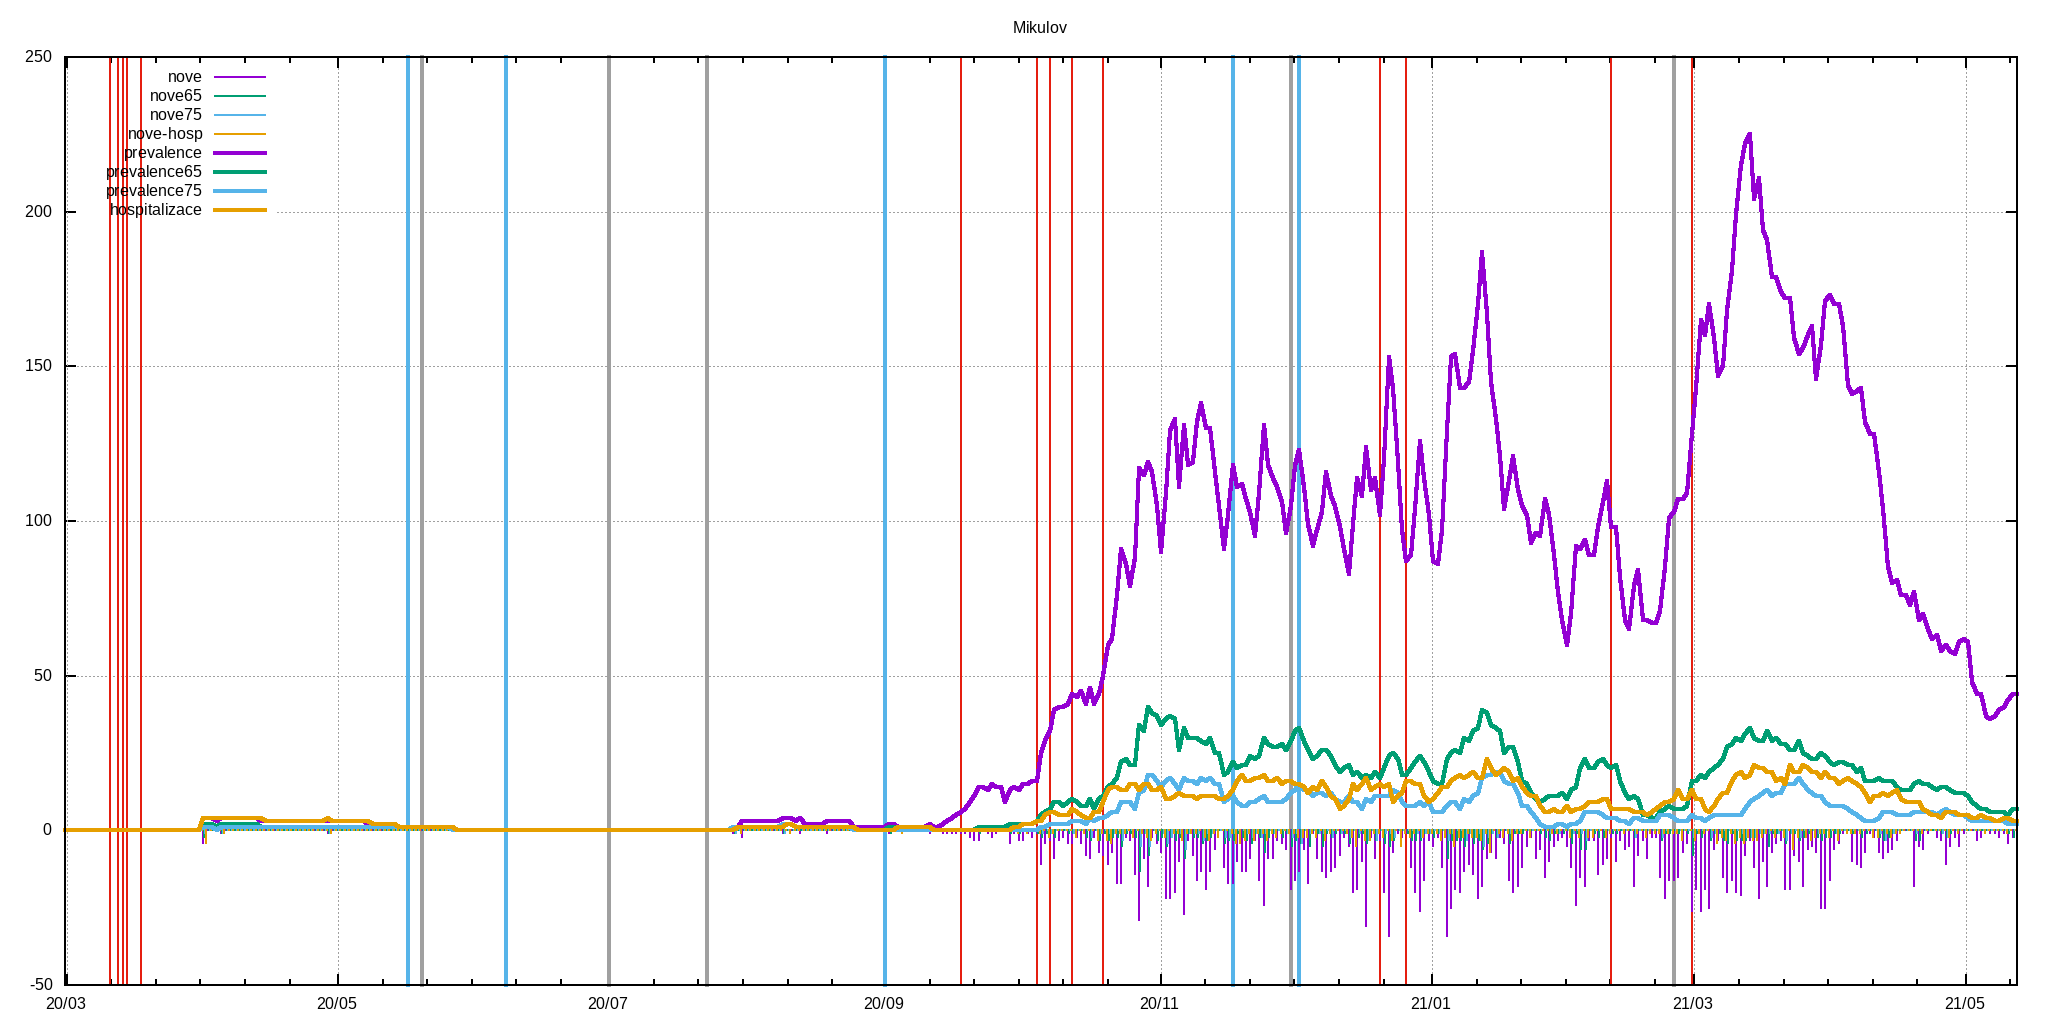 Mikulov
250
nove
nove65
nove75
nove-hosp
prevalence
prevalence65
prevalence75
hospitalizace
200
150
100
50
0
-50
20/03 20/05 20/07 20/09 20/11 21/01 21/03 21/05